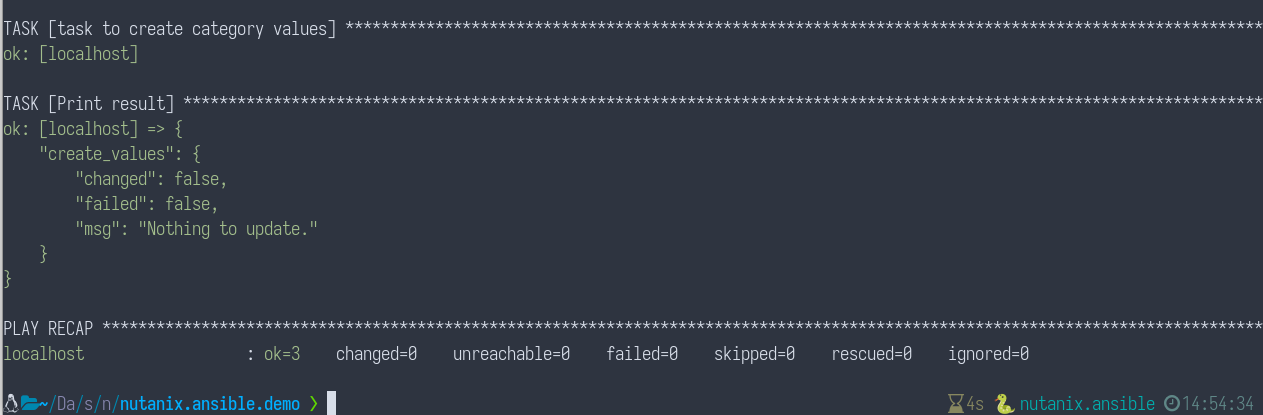 TASK [task to create category values] ******************************************************************************************************
ok: [localhost]
TASK [Print result] ************************************************************************************************************************
ok: [localhost] => {
    "create_values": {
        "changed": false,
        "failed": false,
        "msg": "Nothing to update."
    }
}
PLAY RECAP *********************************************************************************************************************************
localhost                  : ok=3    changed=0    unreachable=0    failed=0    skipped=0    rescued=0    ignored=0
~/Da/s/n/nutanix.ansible.demo ❯ 4s nutanix.ansible 14:54:34